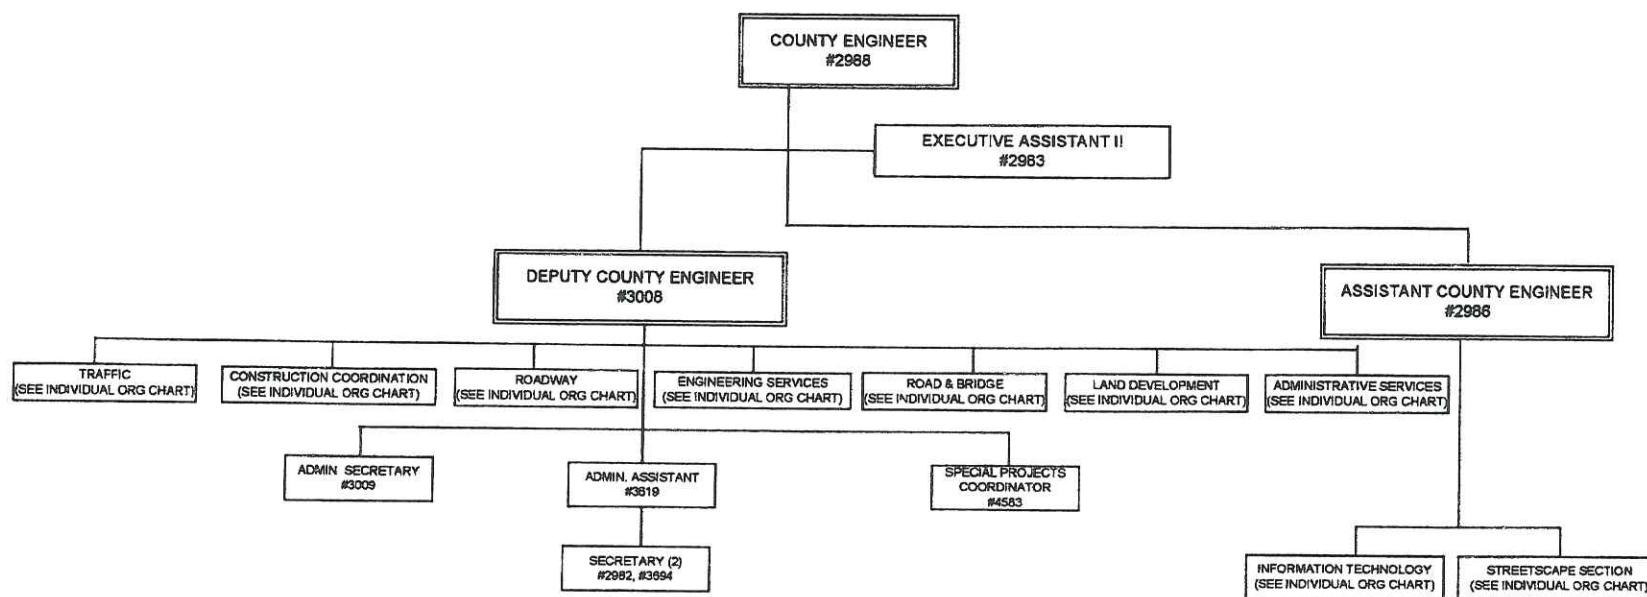 COUNTY ENGINEER
#2988
EXECUTIVE ASSISTANT II
#2983
DEPUTY COUNTY ENGINEER
#3008
ASSISTANT COUNTY ENGINEER
#2986
TRAFFIC
(SEE INDIVIDUAL ORG CHART)
CONSTRUCTION COORDINATION
(SEE INDIVIDUAL ORG CHART)
ROADWAY
(SEE INDIVIDUAL ORG CHART)
ENGINEERING SERVICES
(SEE INDIVIDUAL ORG CHART)
ROAD & BRIDGE
(SEE INDIVIDUAL ORG CHART)
LAND DEVELOPMENT
(SEE INDIVIDUAL ORG CHART)
ADMINISTRATIVE SERVICES
(SEE INDIVIDUAL ORG CHART)
ADMIN SECRETARY
#3009
ADMIN. ASSISTANT
#3619
SPECIAL PROJECTS
COORDINATOR
#4583
SECRETARY (2)
#2982, #3694
INFORMATION TECHNOLOGY
(SEE INDIVIDUAL ORG CHART)
STREETSCAPE SECTION
(SEE INDIVIDUAL ORG CHART)